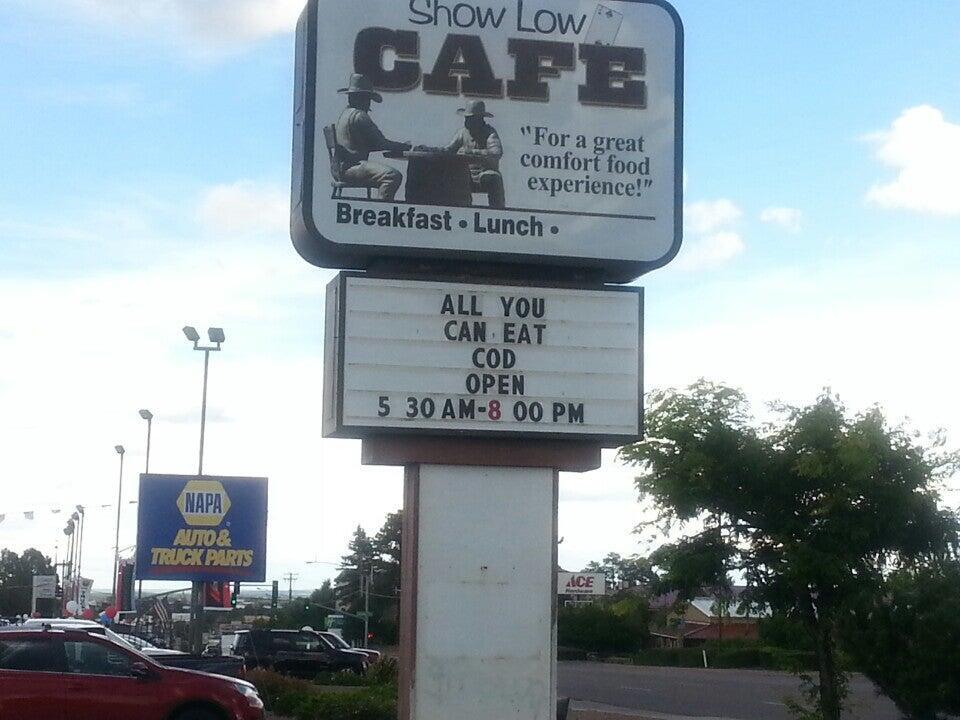 Show Low
CAFE
"For a great
comfort food
experience!"
Breakfast • Lunch •
ALL YOU
CAN EAT
COD
OPEN
5 30 AM-8 00 PM
NAPA
AUTO &
TRUCK PARTS
ACE
Hardware